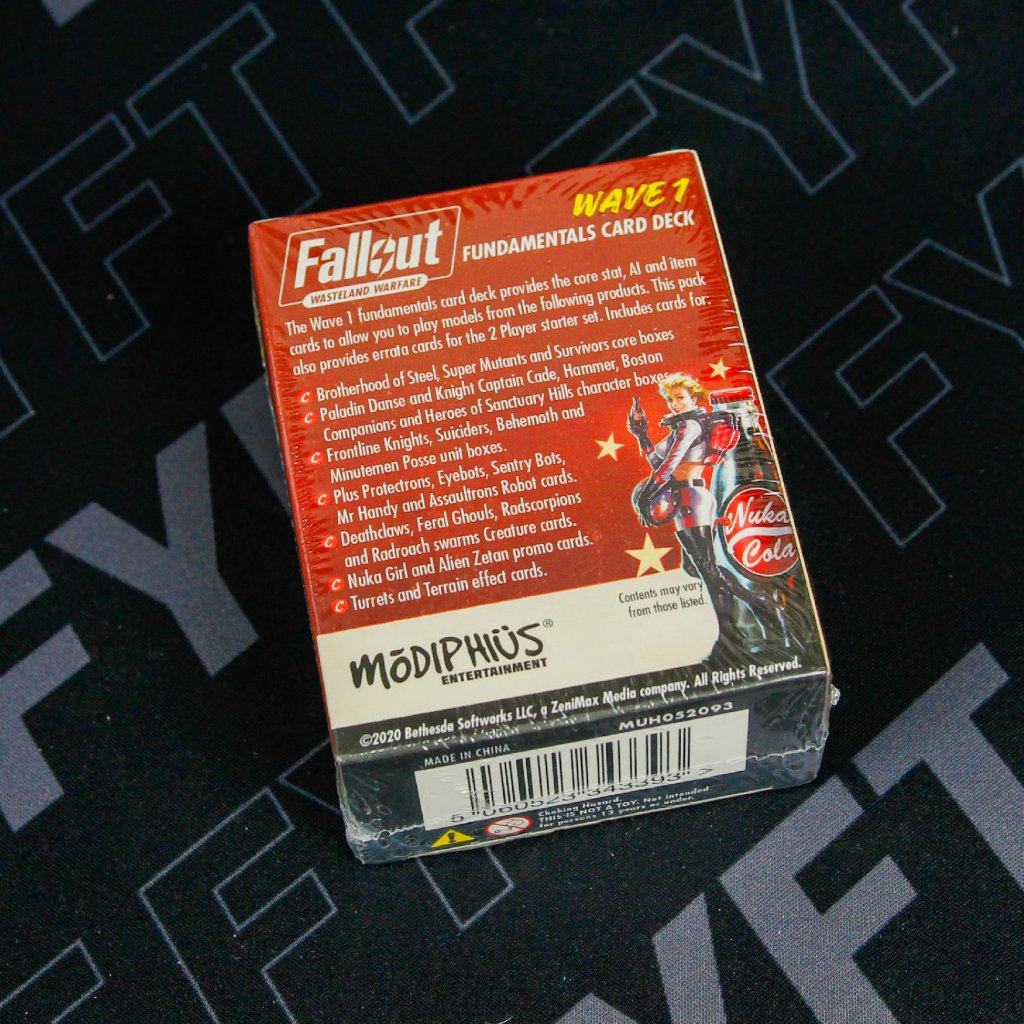 WAVE 1
Fallout
WASTELAND WARFARE
FUNDAMENTALS CARD DECK
The Wave 1 fundamentals card deck provides the core stat, AI and item
cards to allow you to play models from the following products. This pack
also provides errata cards for the 2 Player starter set. Includes cards for:
Brotherhood of Steel, Super Mutants and Survivors core boxes
Paladin Danse and Knight Captain Cade, Hammer, Boston
Companions and Heroes of Sanctuary Hills character boxes
Frontline Knights, Suiciders, Behemoth and
Minutemen Posse unit boxes.
Plus Protectrons, Eyebots, Sentry Bots,
Mr Handy and Assaultrons Robot cards.
Deathclaws, Feral Ghouls, Radscorpions
and Radroach swarms Creature cards.
Nuka Girl and Alien Zetan promo cards.
Turrets and Terrain effect cards.
Nuka
Cola
Contents may vary
from those listed.
MŌDIPHIÜS®
ENTERTAINMENT
©2020 Bethesda Softworks LLC, a ZeniMax Media company. All Rights Reserved.
MADE IN CHINA
MUH052093
5 060523 343393 >
Choking Hazard.
THIS IS NOT A TOY. Not intended
for persons 13 years or under.
FYFT